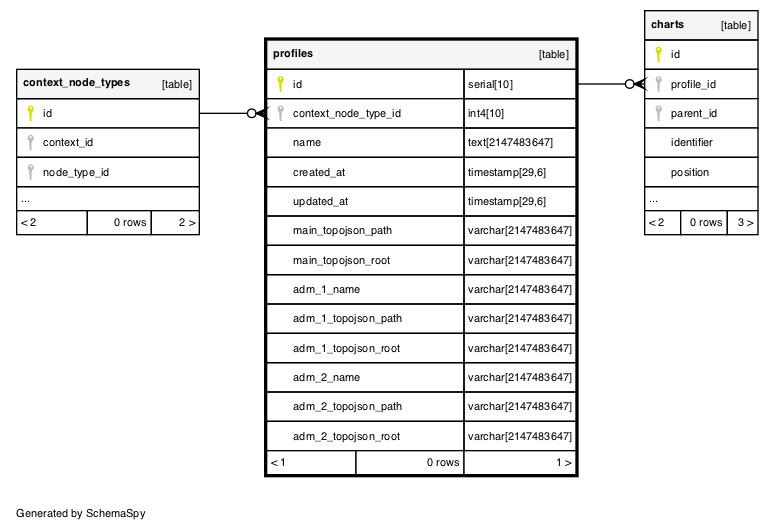 context_node_types [table]
id
context_id
node_type_id
...
< 2 0 rows 2 >
profiles [table]
id serial[10]
context_node_type_id int4[10]
name text[2147483647]
created_at timestamp[29,6]
updated_at timestamp[29,6]
main_topojson_path varchar[2147483647]
main_topojson_root varchar[2147483647]
adm_1_name varchar[2147483647]
adm_1_topojson_path varchar[2147483647]
adm_1_topojson_root varchar[2147483647]
adm_2_name varchar[2147483647]
adm_2_topojson_path varchar[2147483647]
adm_2_topojson_root varchar[2147483647]
< 1 0 rows 1 >
charts [table]
id
profile_id
parent_id
identifier
position
...
< 2 0 rows 3 >
Generated by SchemaSpy